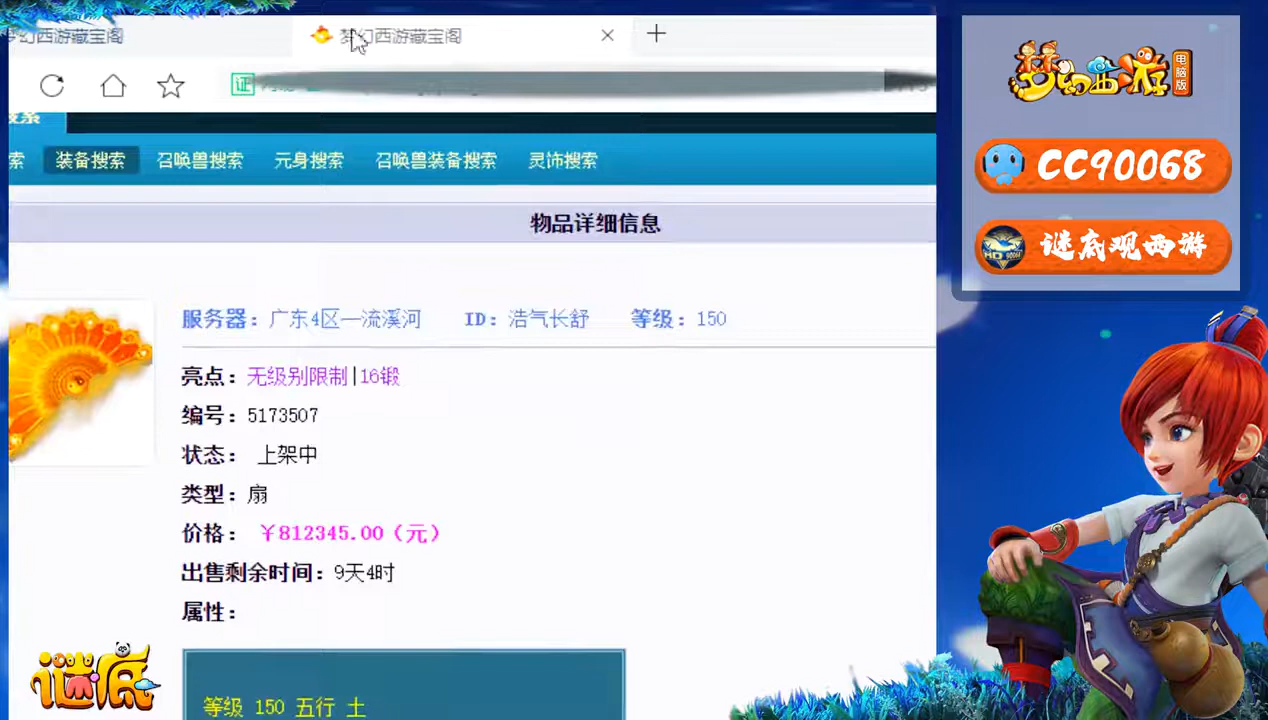 梦幻西游藏宝阁
梦幻西游藏宝阁
证
索 装备搜索 召唤兽搜索 元身搜索 召唤兽装备搜索 灵饰搜索
物品详细信息
服务器：广东4区—流溪河 ID：浩气长舒 等级：150
亮点：无级别限制|16锻
编号：5173507
状态： 上架中
类型：扇
价格： ￥812345.00（元）
出售剩余时间：9天4时
属性：
等级 150 五行 土
谜底
梦幻西游
电脑版
CC90068
谜底观西游